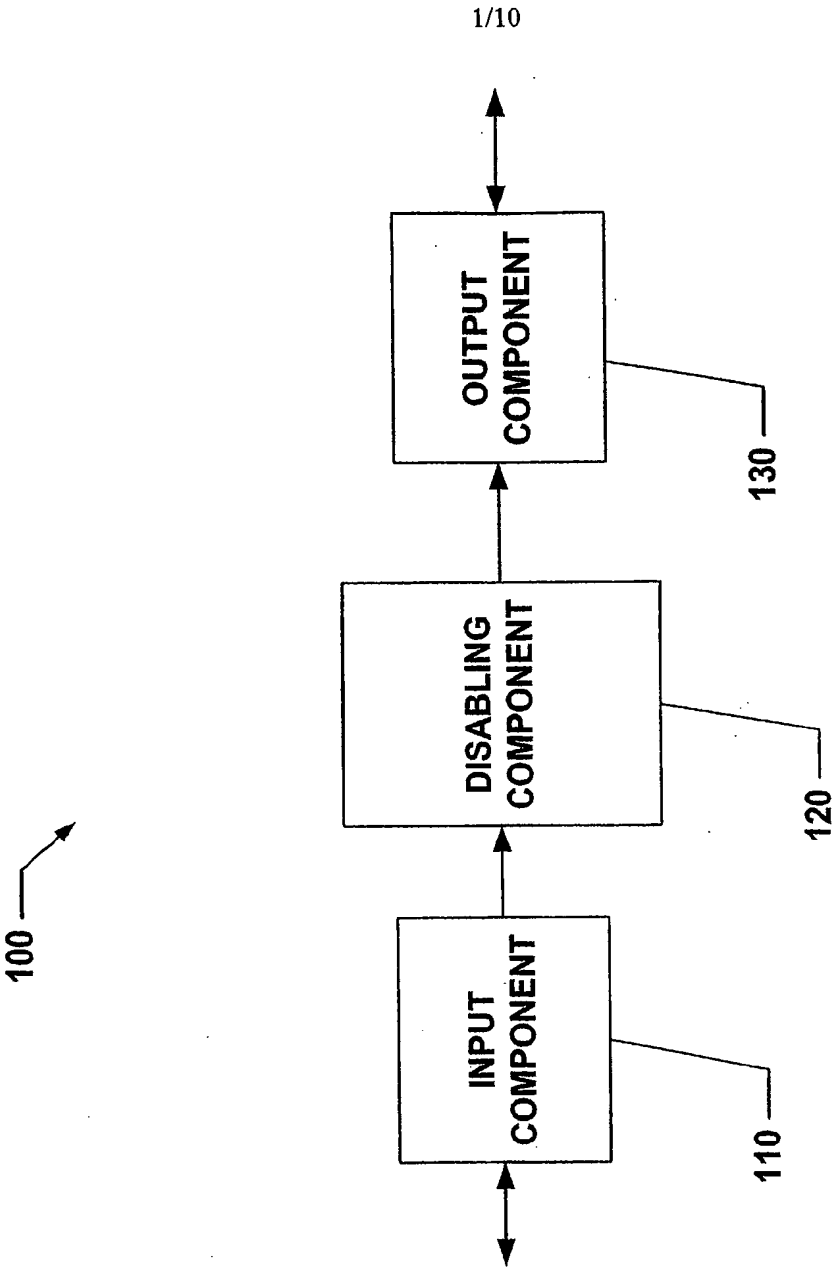 1/10
100
INPUT
COMPONENT
110
DISABLING
COMPONENT
120
OUTPUT
COMPONENT
130